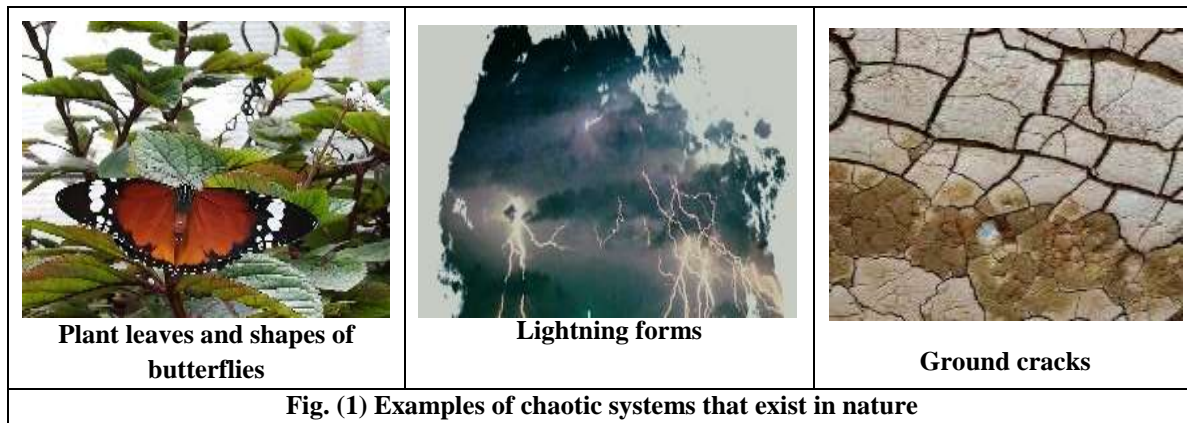 Plant leaves and shapes of
butterflies
Lightning forms
Ground cracks
Fig. (1) Examples of chaotic systems that exist in nature